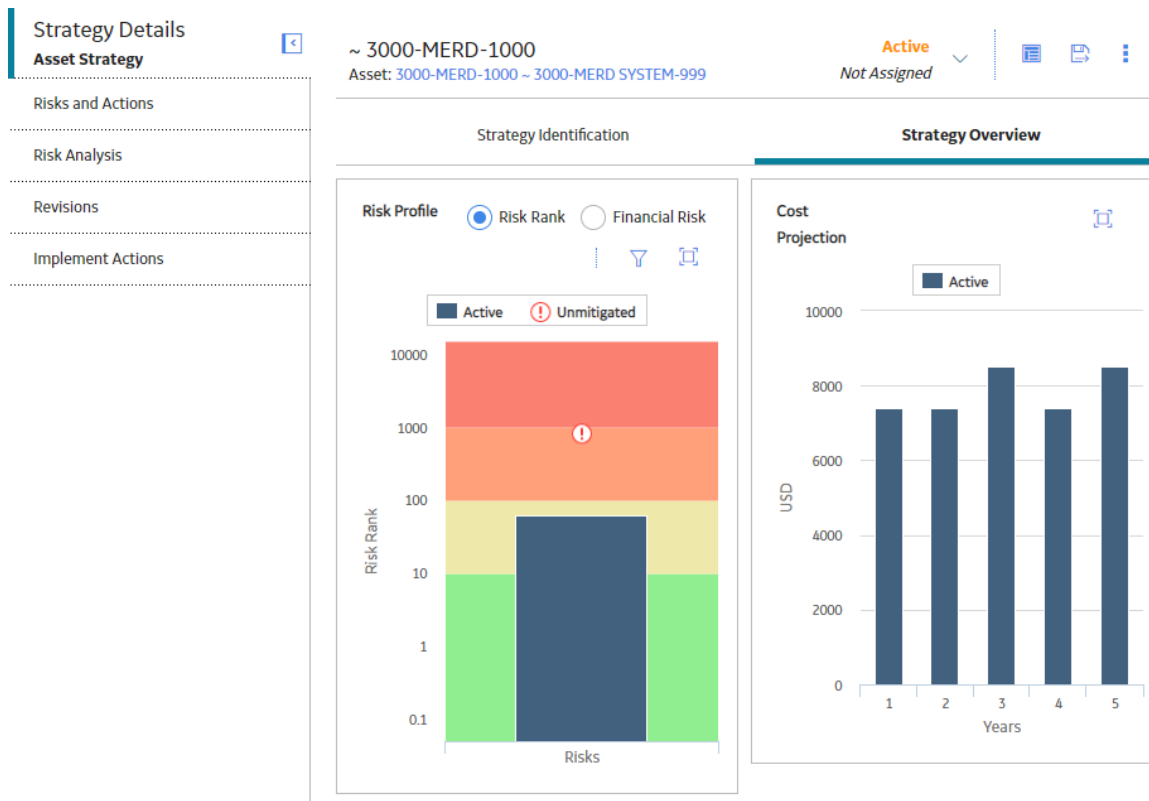 Strategy Details
Asset Strategy
Risks and Actions
Risk Analysis
Revisions
Implement Actions
~ 3000-MERD-1000
Asset: 3000-MERD-1000 ~ 3000-MERD SYSTEM-999
Active
Not Assigned
Strategy Identification
Strategy Overview
Risk Profile
Risk Rank
Financial Risk
Active
Unmitigated
10000
1000
100
10
1
0.1
Risk Rank
Risks
Cost
Projection
Active
10000
8000
6000
4000
2000
0
USD
1 2 3 4 5
Years